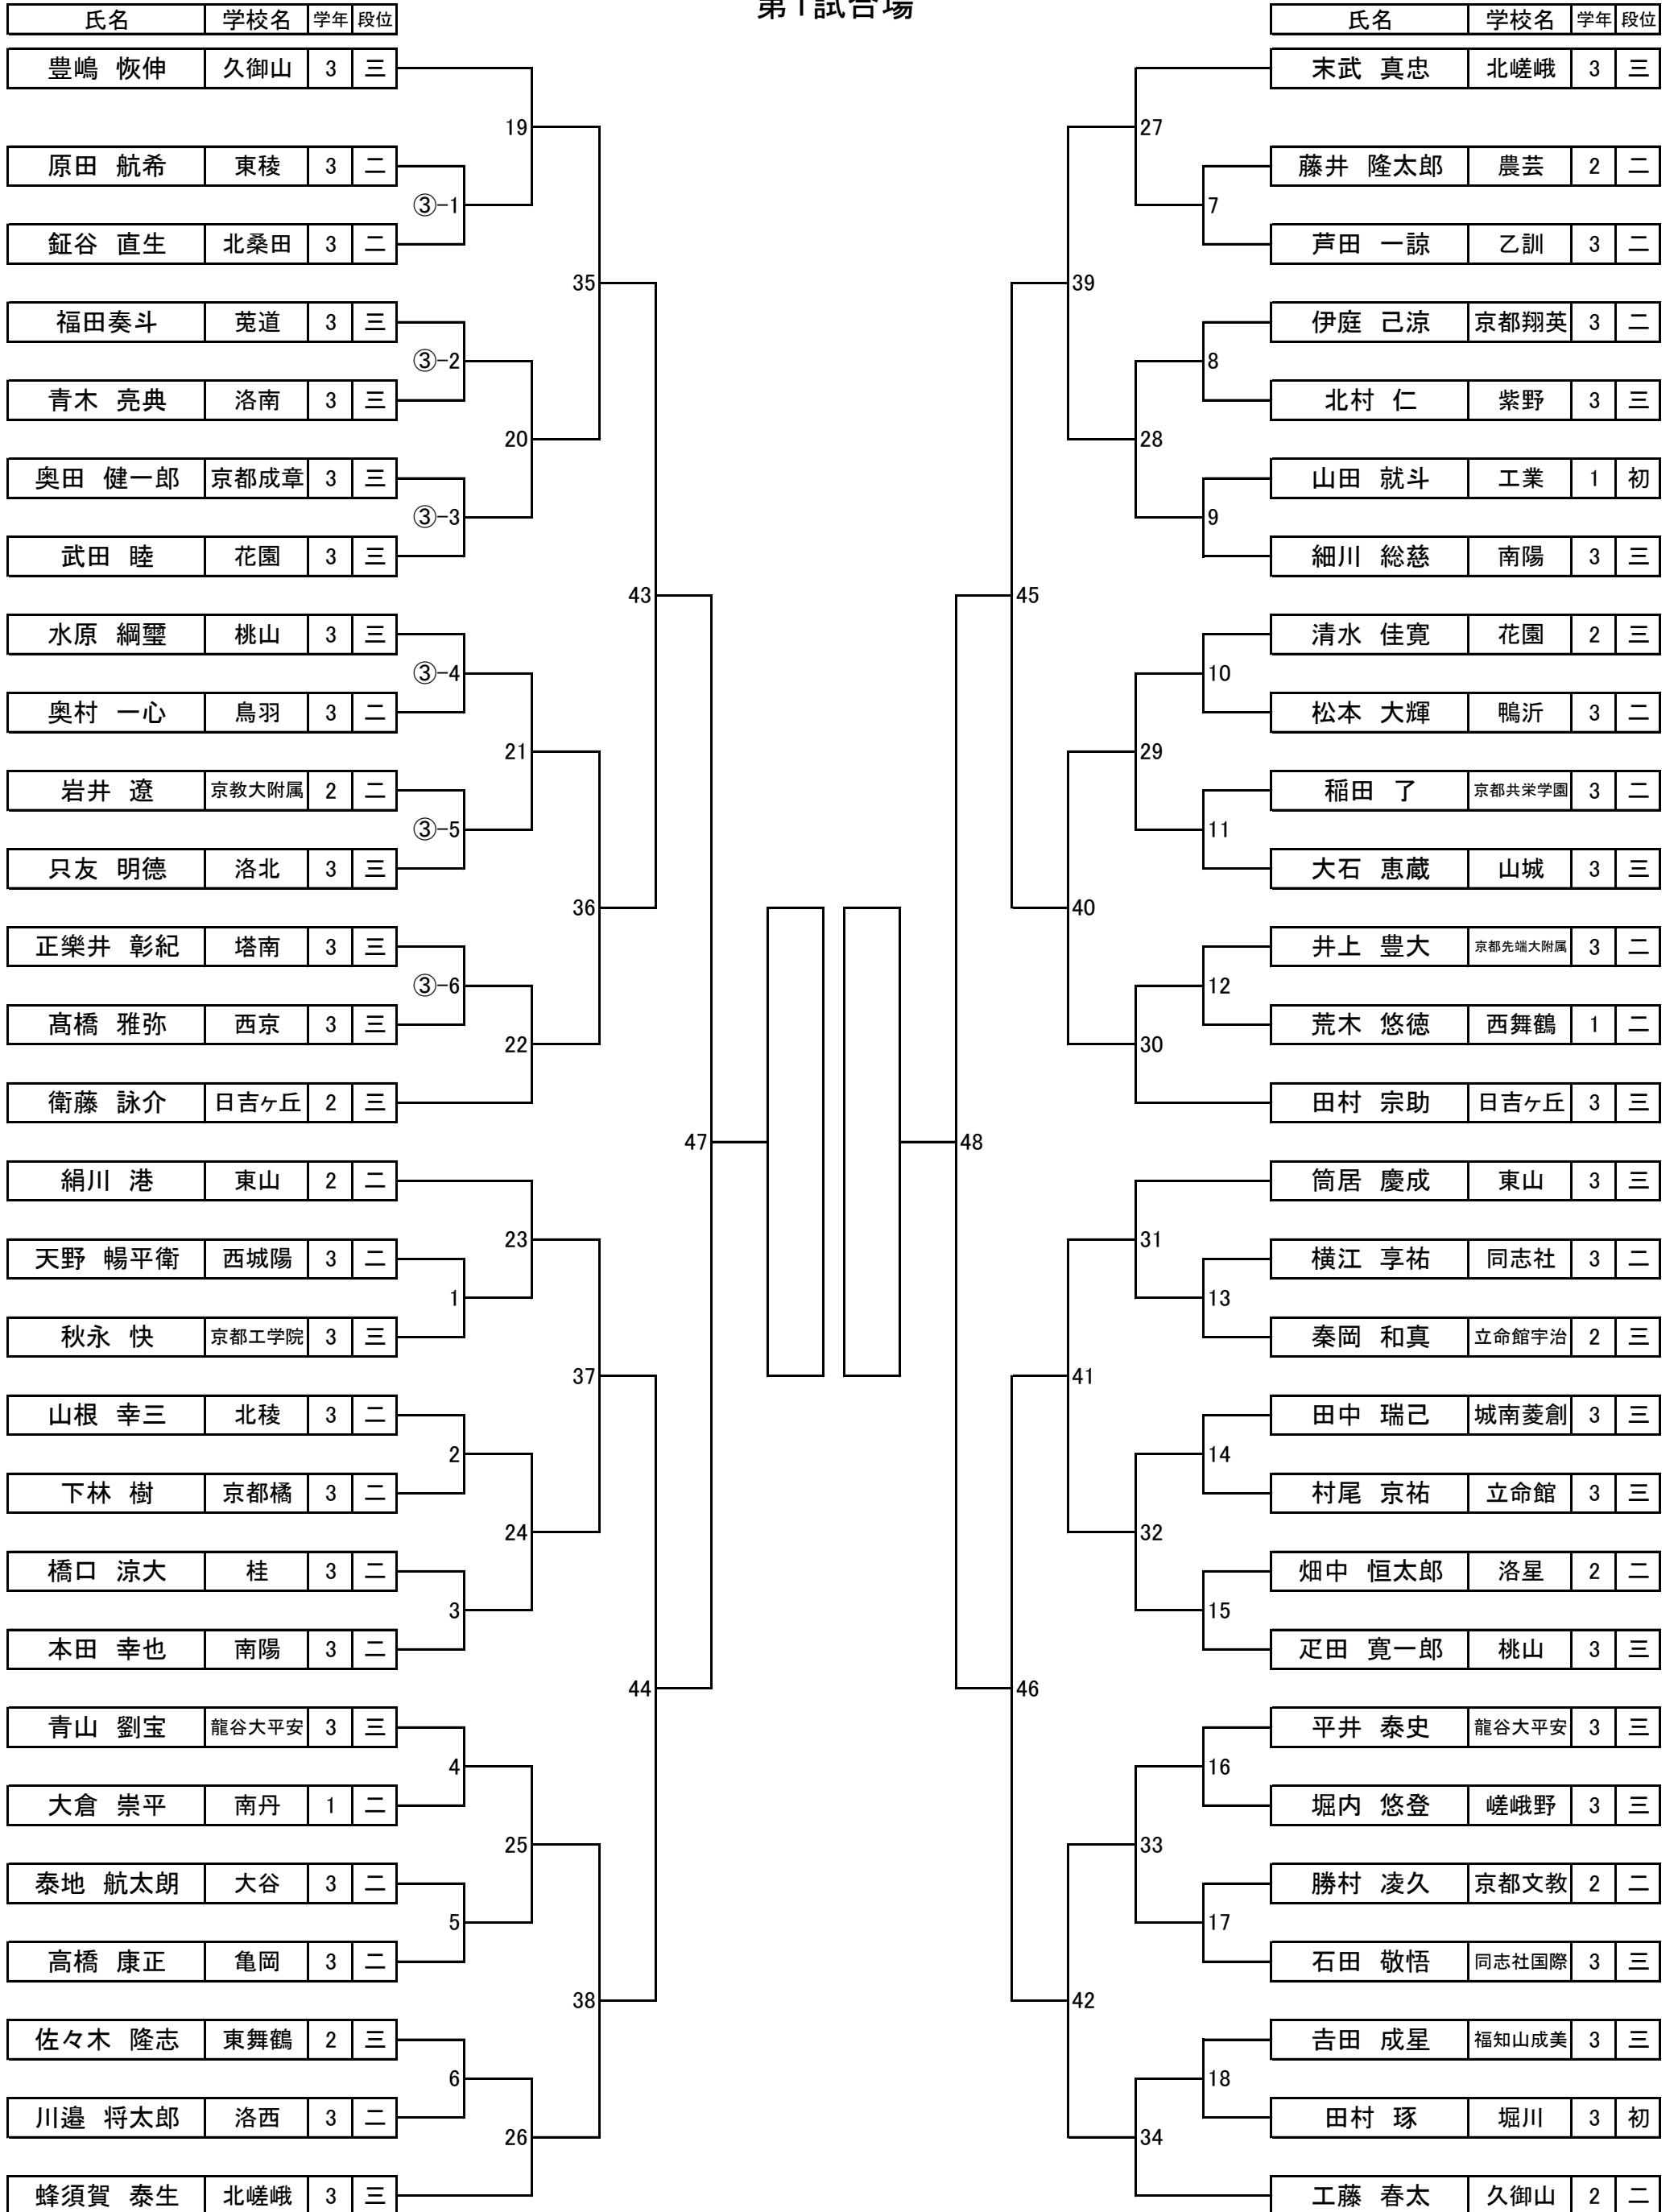 第1試合場
氏名 学校名 学年 段位
豊嶋 恢伸 久御山 3 三
19
原田 航希 東稜 3 二
③-1
鉦谷 直生 北桑田 3 二
35
福田奏斗 莵道 3 三
③-2
青木 亮典 洛南 3 三
20
奥田 健一郎 京都成章 3 三
③-3
武田 睦 花園 3 三
43
水原 綱璽 桃山 3 三
③-4
奥村 一心 鳥羽 3 二
21
岩井 遼 京教大附属 2 二
③-5
只友 明德 洛北 3 三
36
正樂井 彰紀 塔南 3 三
③-6
髙橋 雅弥 西京 3 三
22
衛藤 詠介 日吉ヶ丘 2 三
47
絹川 港 東山 2 二
23
天野 暢平衛 西城陽 3 二
1
秋永 快 京都工学院 3 三
37
山根 幸三 北稜 3 二
2
下林 樹 京都橘 3 二
24
橋口 涼大 桂 3 二
3
本田 幸也 南陽 3 二
44
青山 劉宝 龍谷大平安 3 三
4
大倉 崇平 南丹 1 二
25
泰地 航太朗 大谷 3 二
5
高橋 康正 亀岡 3 二
38
佐々木 隆志 東舞鶴 2 三
6
川邉 将太郎 洛西 3 二
26
蜂須賀 泰生 北嵯峨 3 三
氏名 学校名 学年 段位
末武 真忠 北嵯峨 3 三
27
藤井 隆太郎 農芸 2 二
7
芦田 一諒 乙訓 3 二
39
伊庭 己涼 京都翔英 3 二
8
北村 仁 紫野 3 三
28
山田 就斗 工業 1 初
9
細川 総慈 南陽 3 三
45
清水 佳寛 花園 2 三
10
松本 大輝 鴨沂 3 二
29
稲田 了 京都共栄学園 3 二
11
大石 恵蔵 山城 3 三
40
井上 豊大 京都先端大附属 3 二
12
荒木 悠徳 西舞鶴 1 二
30
田村 宗助 日吉ヶ丘 3 三
48
筒居 慶成 東山 3 三
31
横江 享祐 同志社 3 二
13
秦岡 和真 立命館宇治 2 三
41
田中 瑞己 城南菱創 3 三
14
村尾 京祐 立命館 3 三
32
畑中 恒太郎 洛星 2 二
15
疋田 寛一郎 桃山 3 三
46
平井 泰史 龍谷大平安 3 三
16
堀内 悠登 嵯峨野 3 三
33
勝村 凌久 京都文教 2 二
17
石田 敬悟 同志社国際 3 三
42
𠮷田 成星 福知山成美 3 三
18
田村 琢 堀川 3 初
34
工藤 春太 久御山 2 二